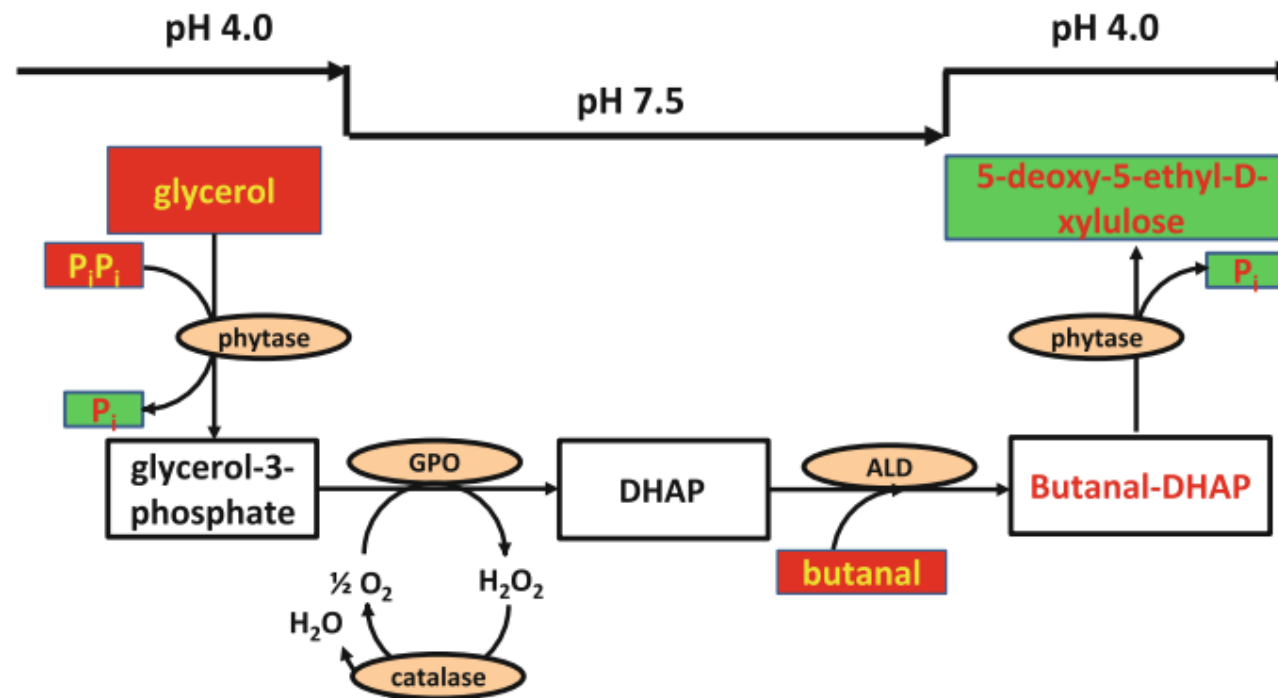 pH 4.0
pH 4.0
pH 7.5
glycerol
5-deoxy-5-ethyl-D-
xylulose
PᵢPᵢ
Pᵢ
phytase
phytase
Pᵢ
glycerol-3-
phosphate
GPO
DHAP
ALD
Butanal-DHAP
butanal
½ O₂
H₂O₂
H₂O
catalase